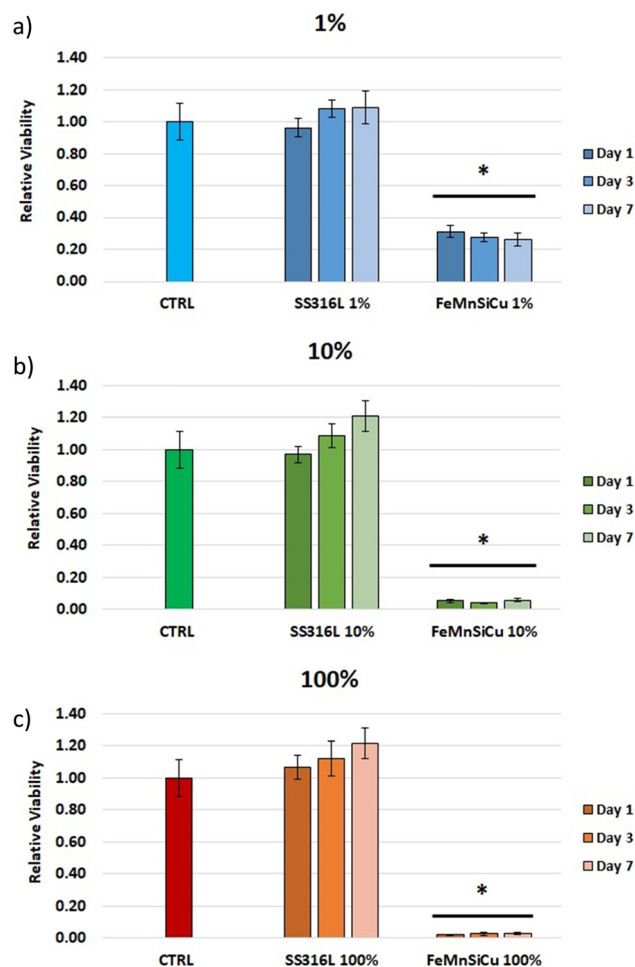 a)
1%
Relative Viability
1.40
1.20
1.00
0.80
0.60
0.40
0.20
0.00
*
CTRL
SS316L 1%
FeMnSiCu 1%
Day 1
Day 3
Day 7
b)
10%
Relative Viability
1.40
1.20
1.00
0.80
0.60
0.40
0.20
0.00
*
CTRL
SS316L 10%
FeMnSiCu 10%
Day 1
Day 3
Day 7
c)
100%
Relative Viability
1.40
1.20
1.00
0.80
0.60
0.40
0.20
0.00
*
CTRL
SS316L 100%
FeMnSiCu 100%
Day 1
Day 3
Day 7